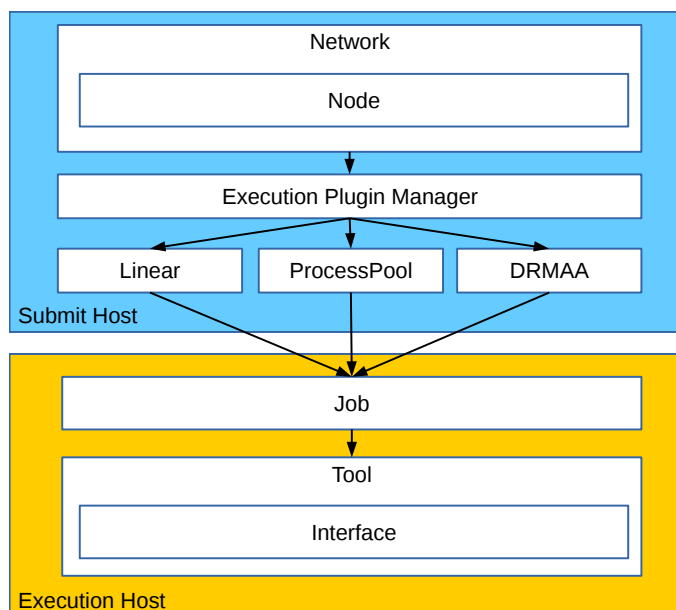 Network
Node
Execution Plugin Manager
Linear
ProcessPool
DRMAA
Submit Host
Job
Tool
Interface
Execution Host